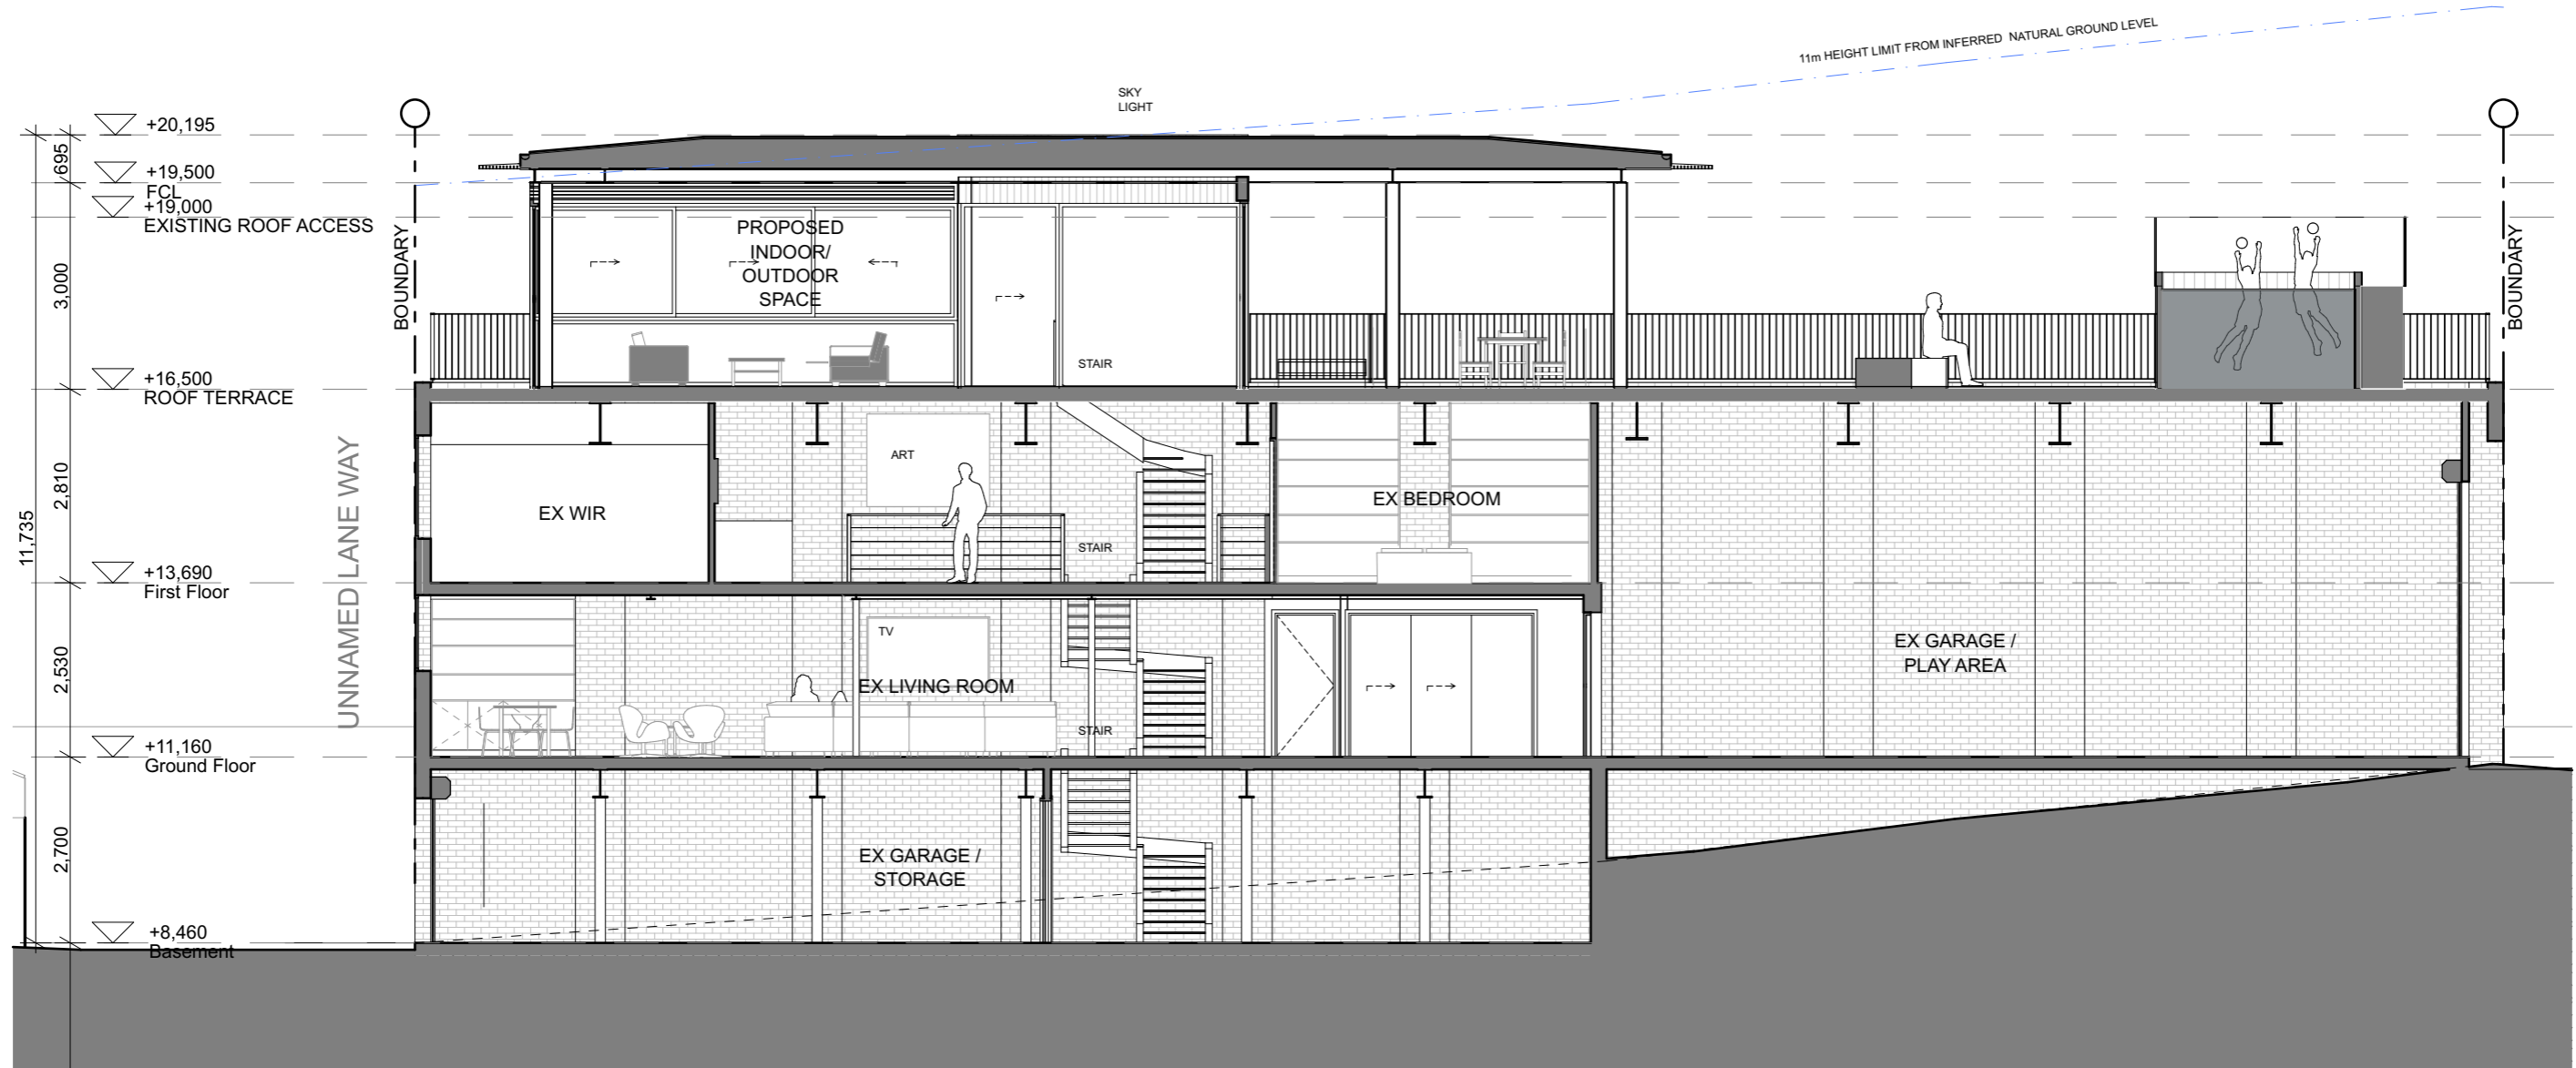 11m HEIGHT LIMIT FROM INFERRED NATURAL GROUND LEVEL
SKY
LIGHT
+20,195
695
+19,500
FCL
+19,000
EXISTING ROOF ACCESS
BOUNDARY
PROPOSED
INDOOR/
OUTDOOR
SPACE
BOUNDARY
3,000
STAIR
+16,500
ROOF TERRACE
UNNAMED LANE WAY
11,735
2,810
ART
EX WIR
EX BEDROOM
STAIR
+13,690
First Floor
TV
EX GARAGE /
PLAY AREA
2,530
EX LIVING ROOM
STAIR
+11,160
Ground Floor
2,700
EX GARAGE /
STORAGE
+8,460
Basement